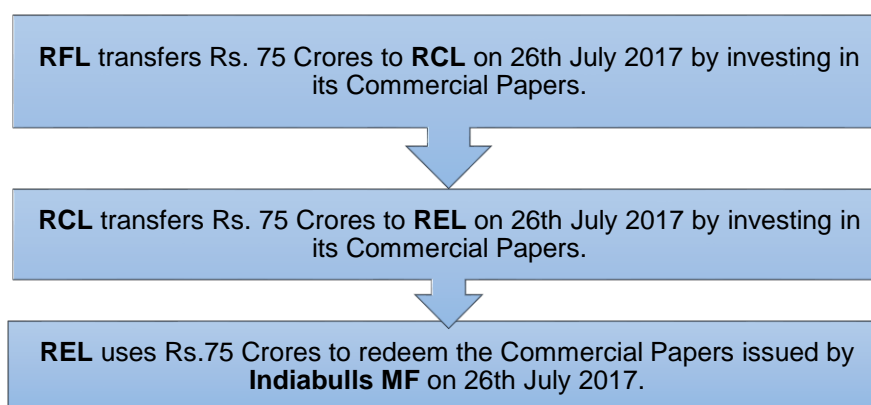 RFL transfers Rs. 75 Crores to RCL on 26th July 2017 by investing in
its Commercial Papers.
RCL transfers Rs. 75 Crores to REL on 26th July 2017 by investing in
its Commercial Papers.
REL uses Rs.75 Crores to redeem the Commercial Papers issued by
Indiabulls MF on 26th July 2017.